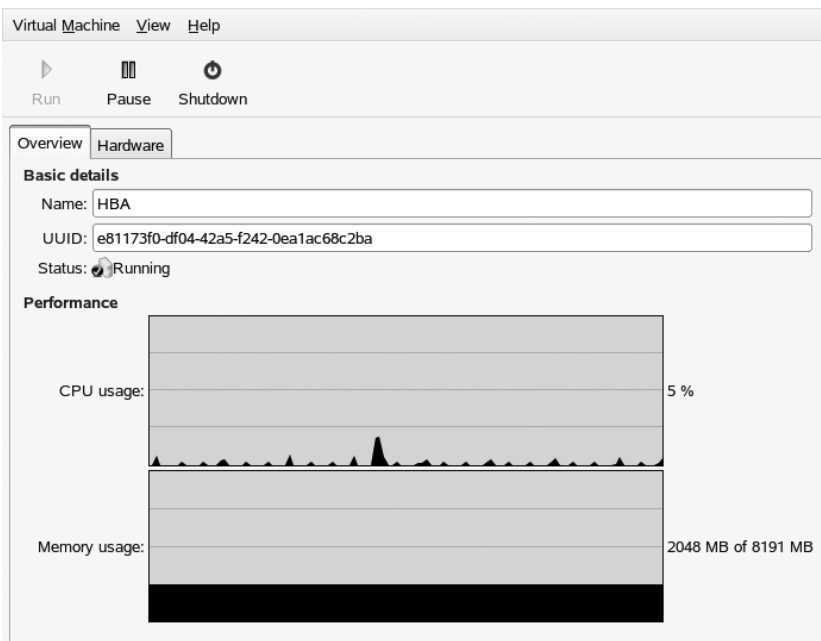 Virtual Machine View Help
Run Pause Shutdown
Overview Hardware
Basic details
Name: HBA
UUID: e81173f0-df04-42a5-f242-0ea1ac68c2ba
Status: Running
Performance
CPU usage: 5 %
Memory usage: 2048 MB of 8191 MB